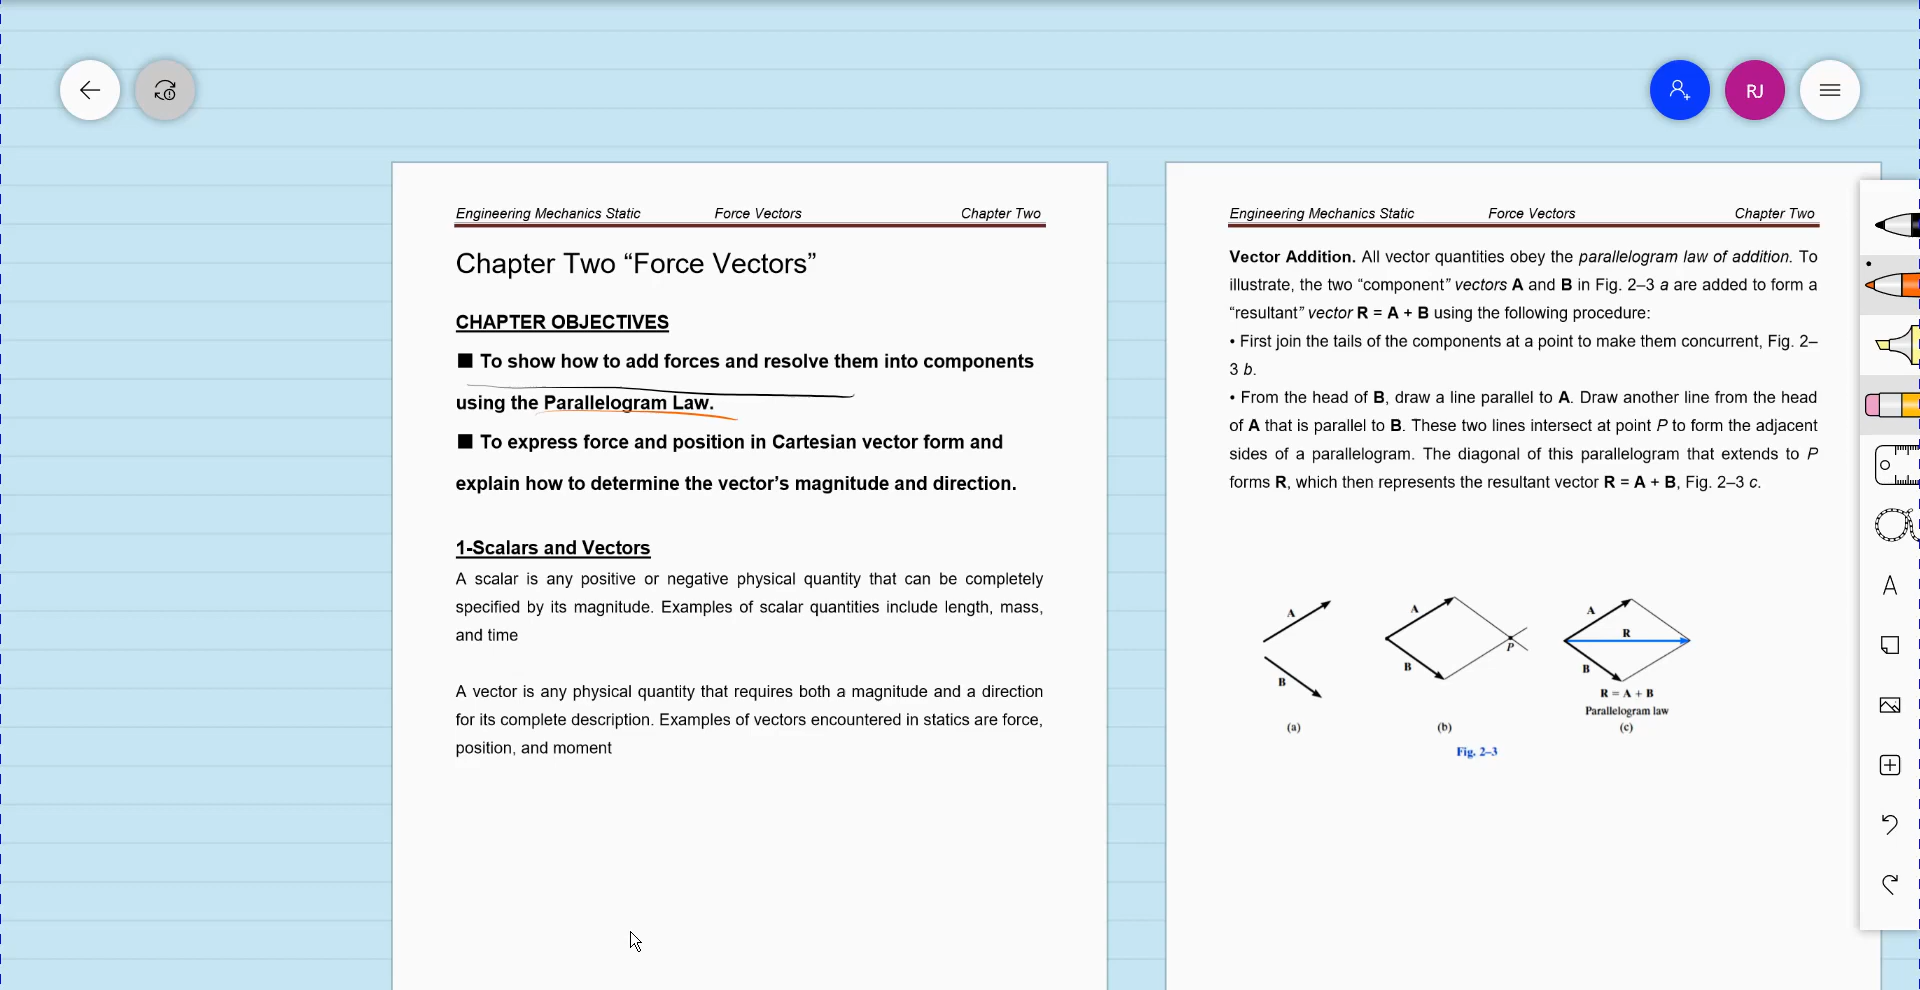 RJ
Engineering Mechanics Static Force Vectors Chapter Two
Chapter Two “Force Vectors”
CHAPTER OBJECTIVES
■ To show how to add forces and resolve them into components
using the Parallelogram Law.
■ To express force and position in Cartesian vector form and
explain how to determine the vector’s magnitude and direction.
1-Scalars and Vectors
A scalar is any positive or negative physical quantity that can be completely
specified by its magnitude. Examples of scalar quantities include length, mass,
and time
A vector is any physical quantity that requires both a magnitude and a direction
for its complete description. Examples of vectors encountered in statics are force,
position, and moment
Engineering Mechanics Static Force Vectors Chapter Two
Vector Addition. All vector quantities obey the parallelogram law of addition. To
illustrate, the two “component” vectors A and B in Fig. 2–3 a are added to form a
“resultant” vector R = A + B using the following procedure:
• First join the tails of the components at a point to make them concurrent, Fig. 2–
3 b.
• From the head of B, draw a line parallel to A. Draw another line from the head
of A that is parallel to B. These two lines intersect at point P to form the adjacent
sides of a parallelogram. The diagonal of this parallelogram that extends to P
forms R, which then represents the resultant vector R = A + B, Fig. 2–3 c.
A
B
(a)
A
B
P
(b)
A
R
B
R = A + B
Parallelogram law
(c)
Fig. 2–3